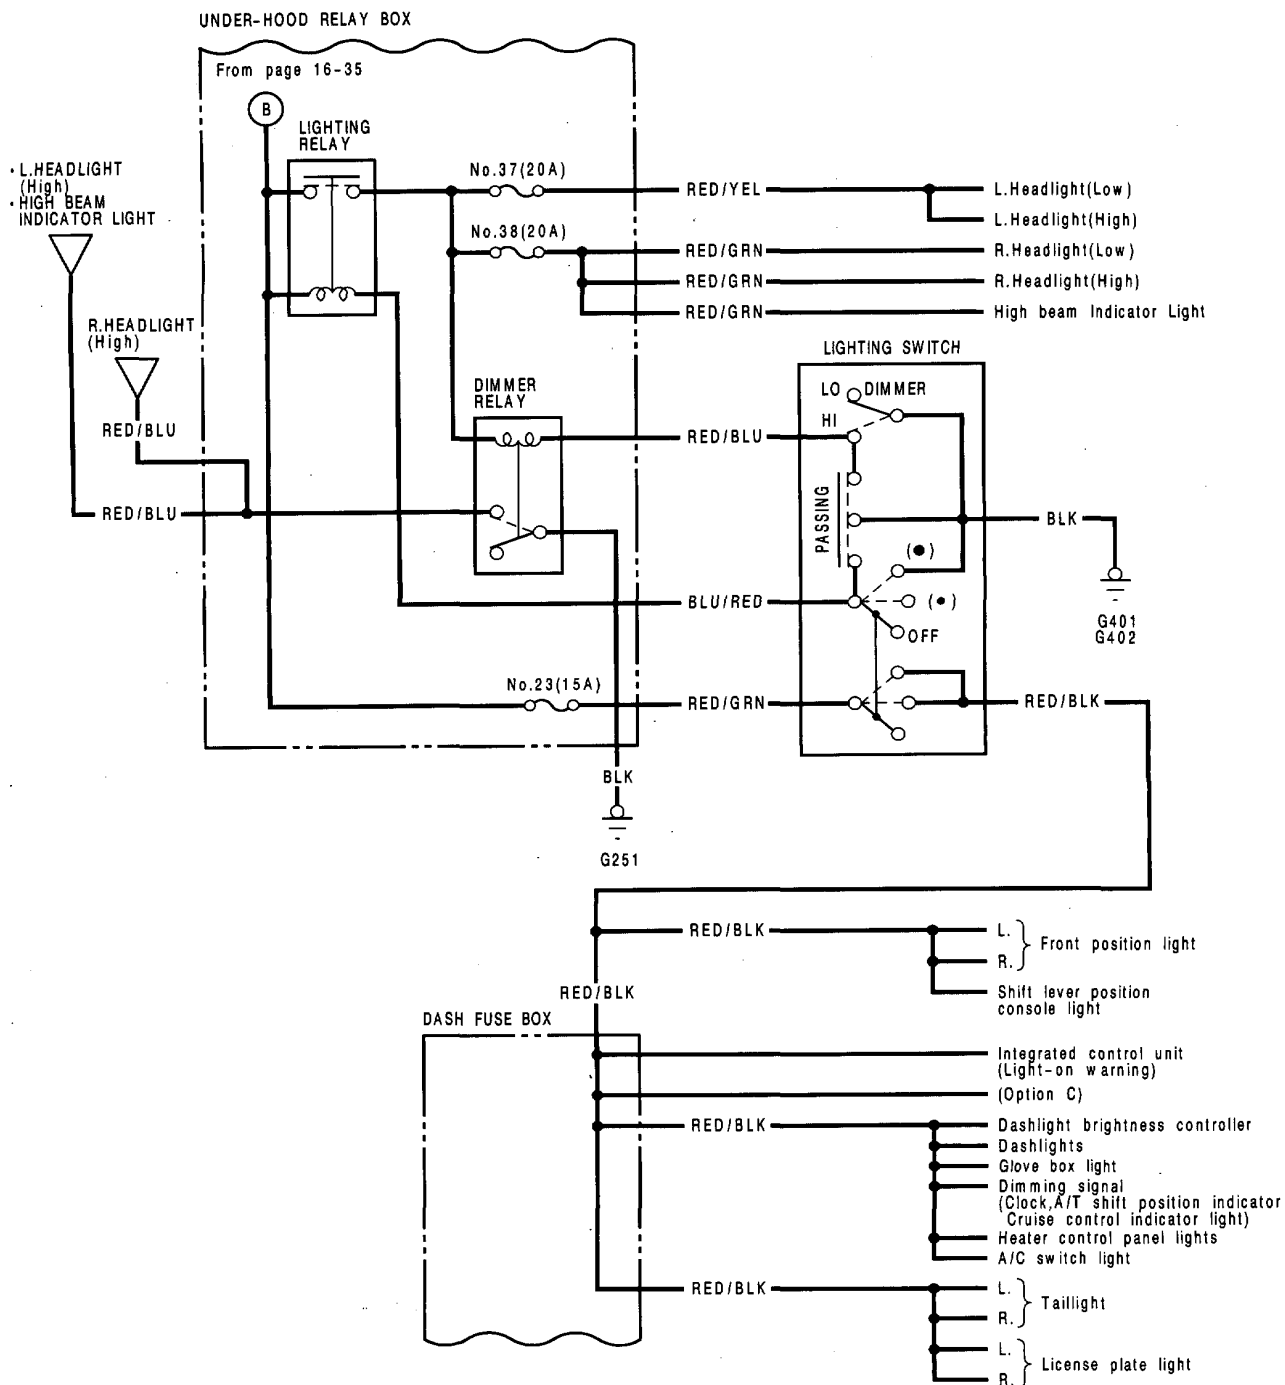 UNDER-HOOD RELAY BOX
From page 16-35
B
LIGHTING
RELAY
• L.HEADLIGHT
(High)
• HIGH BEAM
INDICATOR LIGHT
No.37(20A)
RED/YEL
L.Headlight(Low)
L.Headlight(High)
No.38(20A)
RED/GRN
R.Headlight(Low)
RED/GRN
R.Headlight(High)
RED/GRN
High beam Indicator Light
R.HEADLIGHT
(High)
RED/BLU
RED/BLU
DIMMER
RELAY
RED/BLU
LIGHTING SWITCH
LO
DIMMER
HI
PASSING
BLK
G401
G402
(●)
(•)
OFF
BLU/RED
No.23(15A)
RED/GRN
RED/BLK
BLK
G251
RED/BLK
L.
R.
Front position light
Shift lever position
console light
RED/BLK
DASH FUSE BOX
Integrated control unit
(Light-on warning)
(Option C)
RED/BLK
Dashlight brightness controller
Dashlights
Glove box light
Dimming signal
(Clock,A/T shift position indicator
Cruise control indicator light)
Heater control panel lights
A/C switch light
RED/BLK
L.
R.
Taillight
L.
R.
License plate light